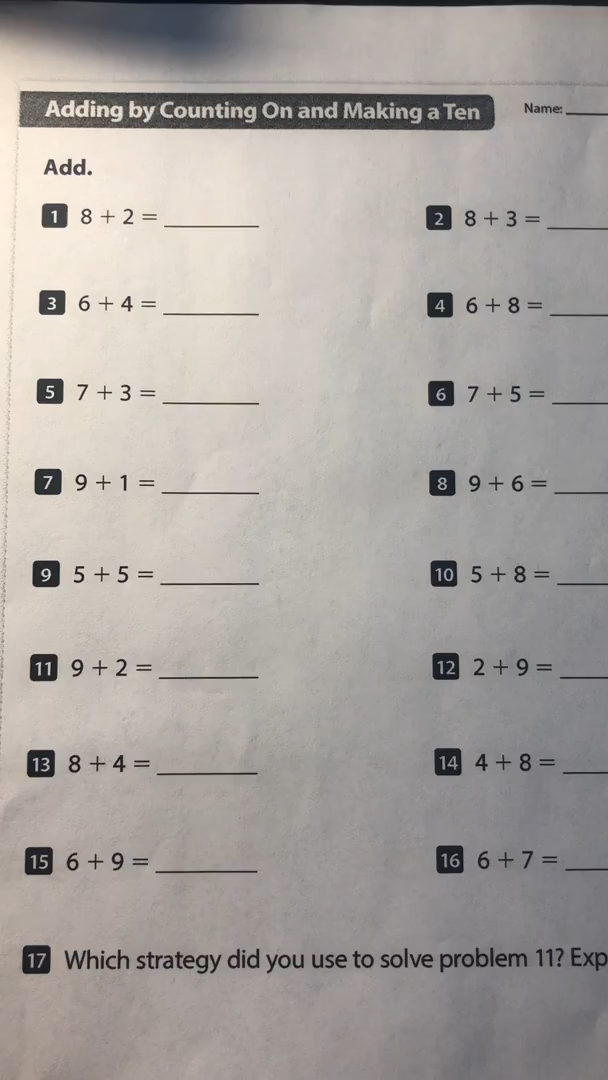 Adding by Counting On and Making a Ten Name:
Add.
1 8 + 2 = 2 8 + 3 =
3 6 + 4 = 4 6 + 8 =
5 7 + 3 = 6 7 + 5 =
7 9 + 1 = 8 9 + 6 =
9 5 + 5 = 10 5 + 8 =
11 9 + 2 = 12 2 + 9 =
13 8 + 4 = 14 4 + 8 =
15 6 + 9 = 16 6 + 7 =
17 Which strategy did you use to solve problem 11? Exp